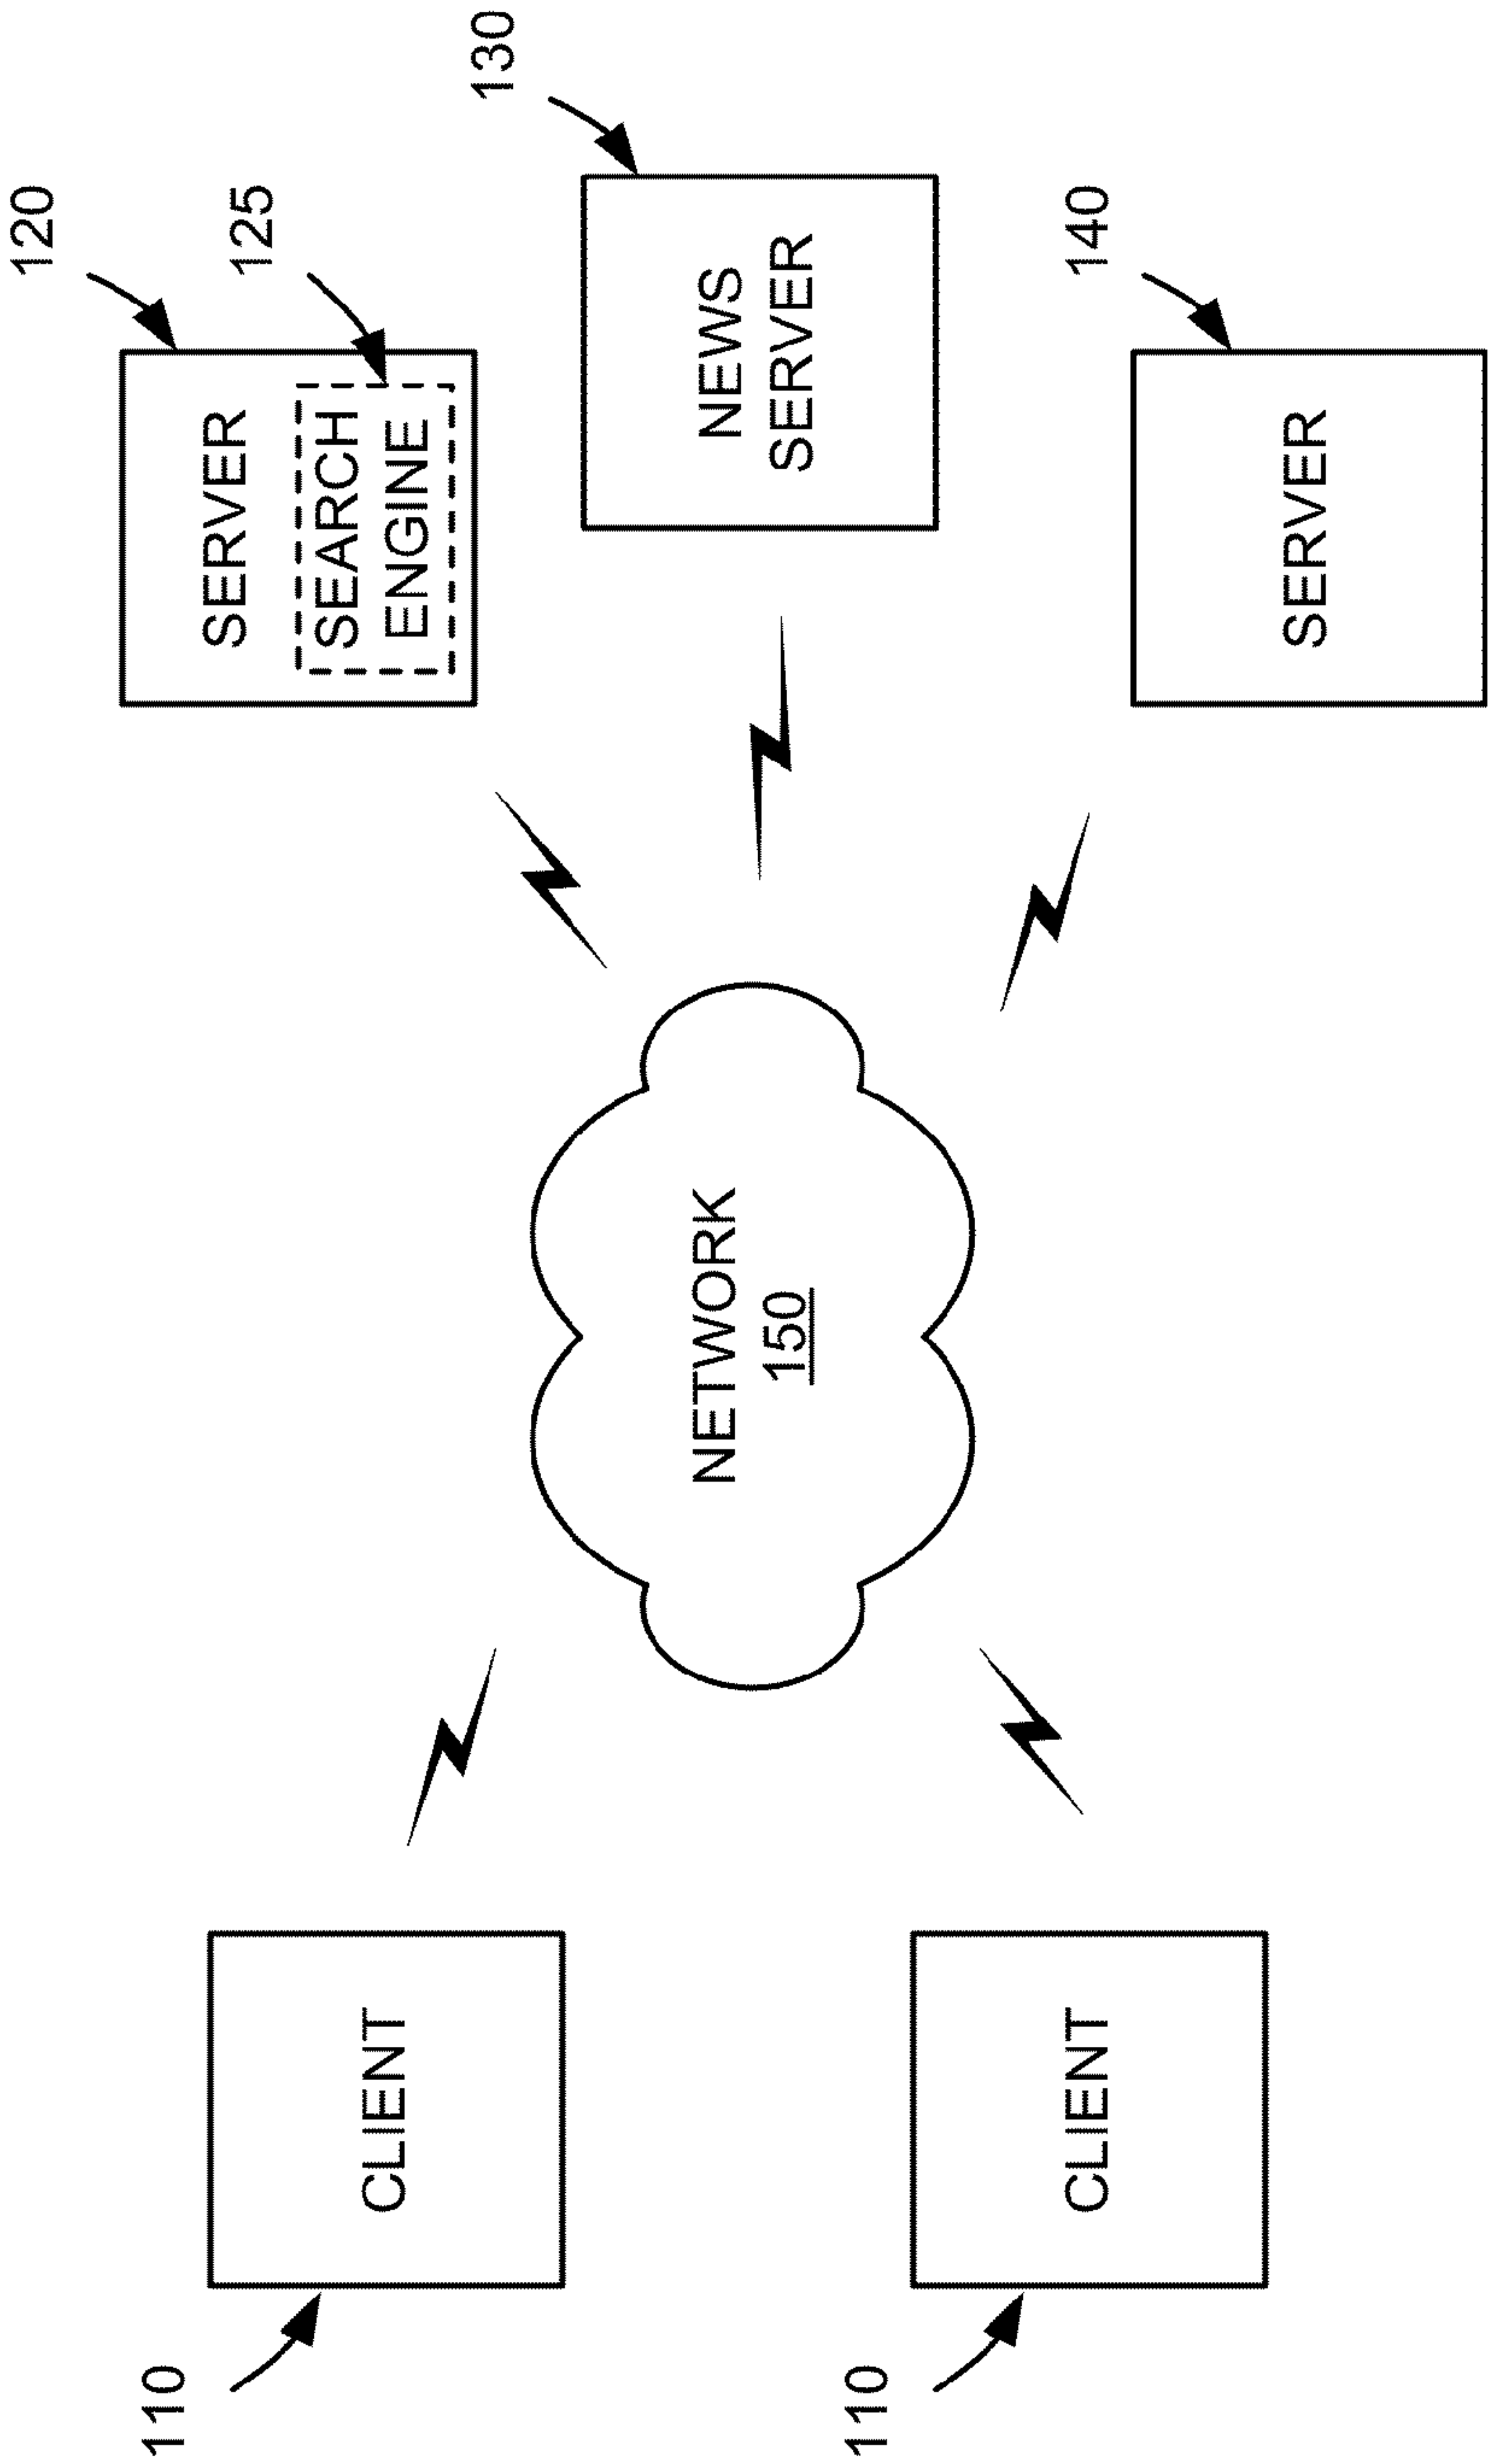 110
CLIENT
110
CLIENT
NETWORK
150
120
SERVER
125
SEARCH
ENGINE
130
NEWS
SERVER
140
SERVER